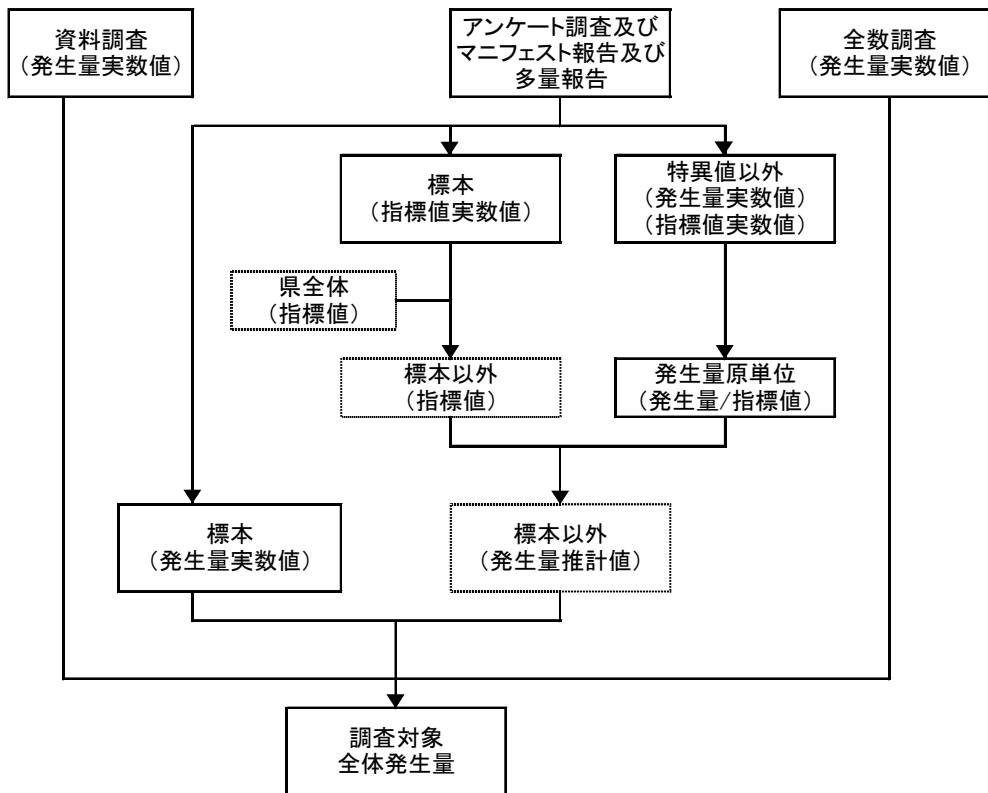 資料調査
（発生量実数値）
アンケート調査及び
マニフェスト報告及び
多量報告
全数調査
（発生量実数値）
標本
（指標値実数値）
特異値以外
（発生量実数値）
（指標値実数値）
県全体
（指標値）
標本以外
（指標値）
発生量原単位
（発生量/指標値）
標本
（発生量実数値）
標本以外
（発生量推計値）
調査対象
全体発生量